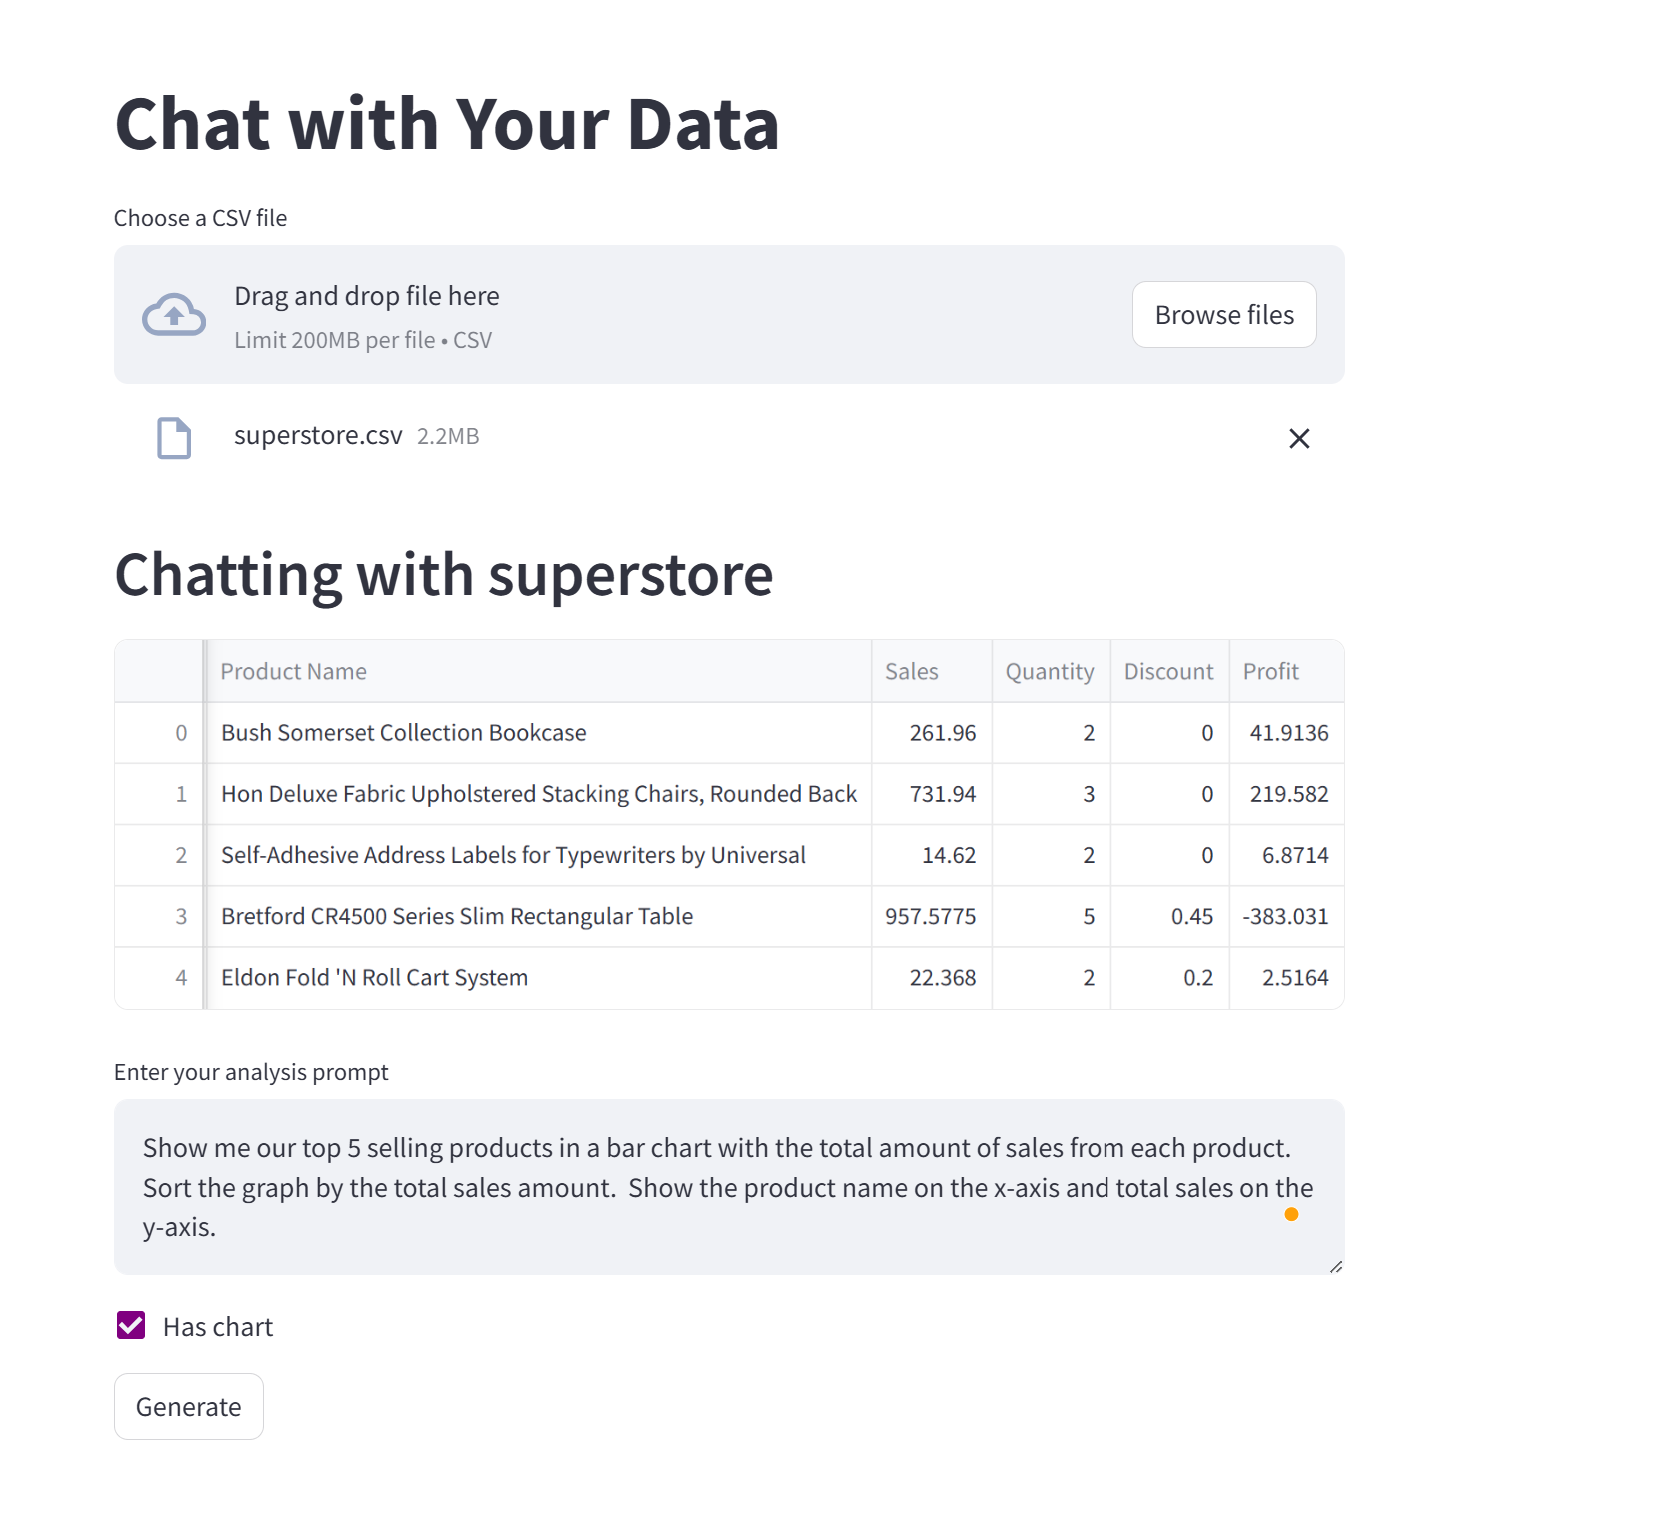 Chat with Your Data
Choose a CSV file
Drag and drop file here
Limit 200MB per file • CSV
Browse files
superstore.csv 2.2MB
Chatting with superstore
Product Name Sales Quantity Discount Profit
0 Bush Somerset Collection Bookcase 261.96 2 0 41.9136
1 Hon Deluxe Fabric Upholstered Stacking Chairs, Rounded Back 731.94 3 0 219.582
2 Self-Adhesive Address Labels for Typewriters by Universal 14.62 2 0 6.8714
3 Bretford CR4500 Series Slim Rectangular Table 957.5775 5 0.45 -383.031
4 Eldon Fold 'N Roll Cart System 22.368 2 0.2 2.5164
Enter your analysis prompt
Show me our top 5 selling products in a bar chart with the total amount of sales from each product.
Sort the graph by the total sales amount.  Show the product name on the x-axis and total sales on the
y-axis.
Has chart
Generate